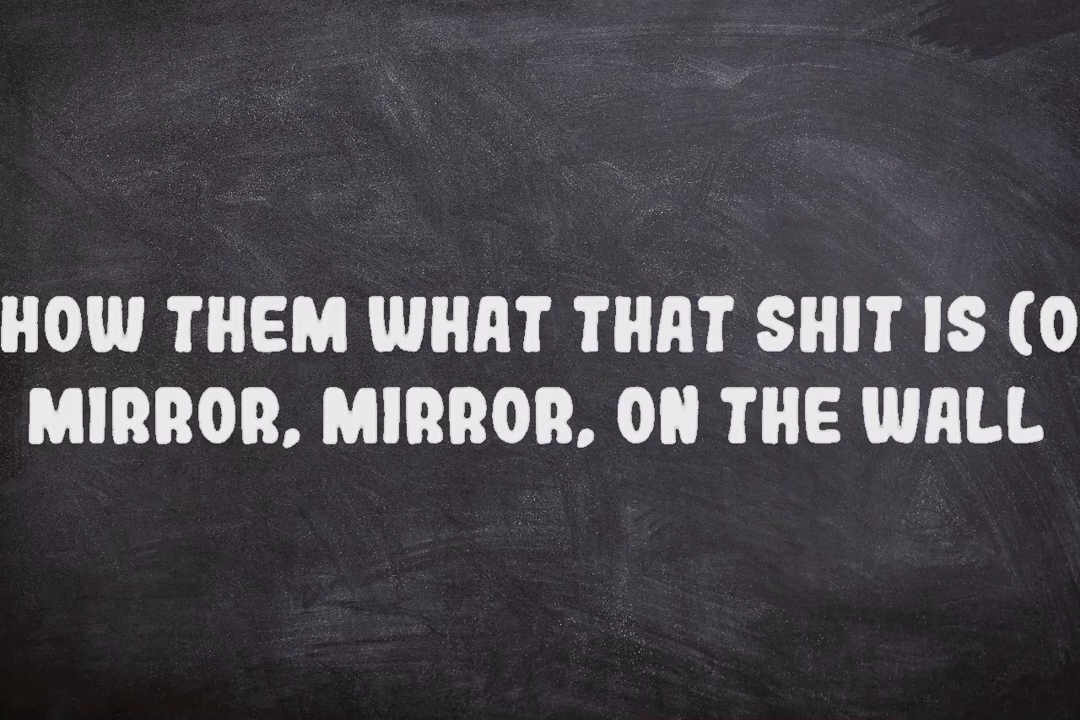 HOW THEM WHAT THAT SHIT IS (O
MIRROR, MIRROR, ON THE WALL